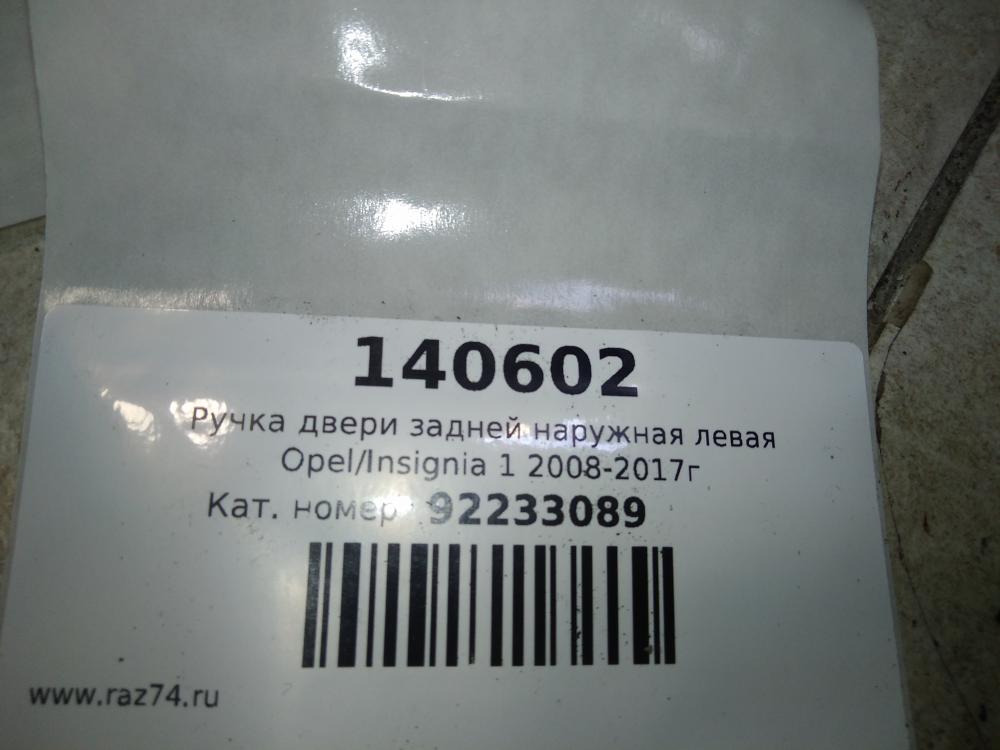 140602
Ручка двери задней наружная левая
Opel/Insignia 1 2008-2017г
Кат. номер: 92233089
www.raz74.ru